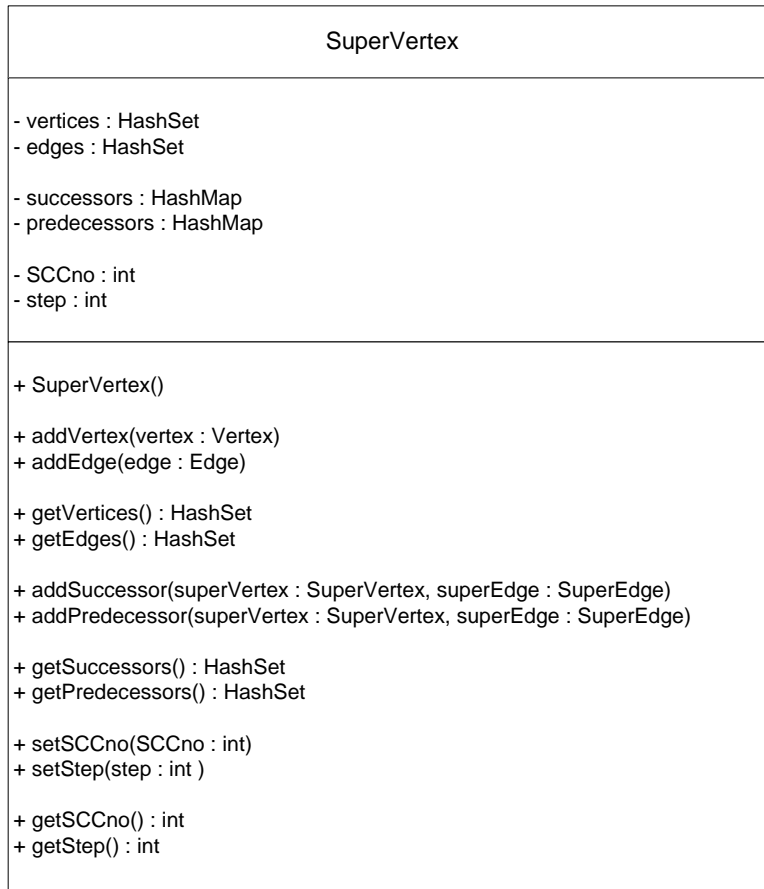 SuperVertex
- vertices : HashSet
- edges : HashSet
- successors : HashMap
- predecessors : HashMap
- SCCno : int
- step : int
+ SuperVertex()
+ addVertex(vertex : Vertex)
+ addEdge(edge : Edge)
+ getVertices() : HashSet
+ getEdges() : HashSet
+ addSuccessor(superVertex : SuperVertex, superEdge : SuperEdge)
+ addPredecessor(superVertex : SuperVertex, superEdge : SuperEdge)
+ getSuccessors() : HashSet
+ getPredecessors() : HashSet
+ setSCCno(SCCno : int)
+ setStep(step : int )
+ getSCCno() : int
+ getStep() : int